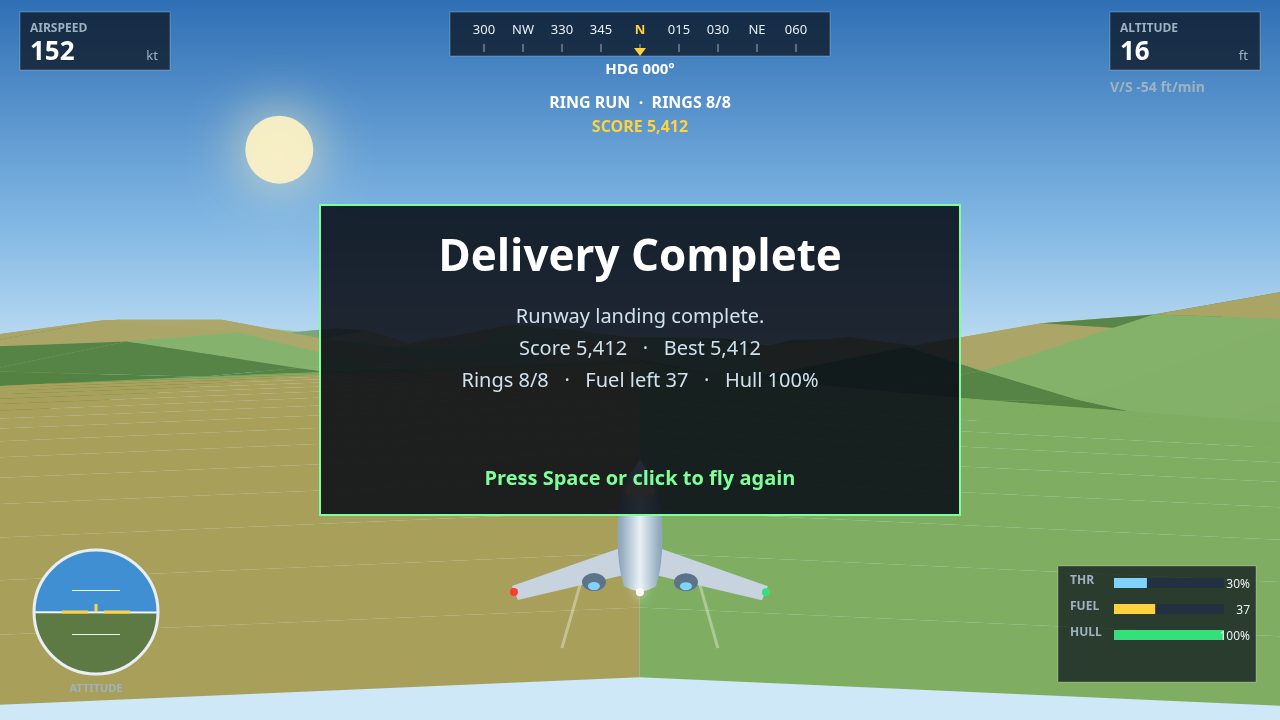 AIRSPEED
152 kt
300 NW 330 345 N 015 030 NE 060
HDG 000°
ALTITUDE
16 ft
V/S -54 ft/min
RING RUN · RINGS 8/8
SCORE 5,412
Delivery Complete
Runway landing complete.
Score 5,412 · Best 5,412
Rings 8/8 · Fuel left 37 · Hull 100%
Press Space or click to fly again
ATTITUDE
THR 30%
FUEL 37
HULL 100%